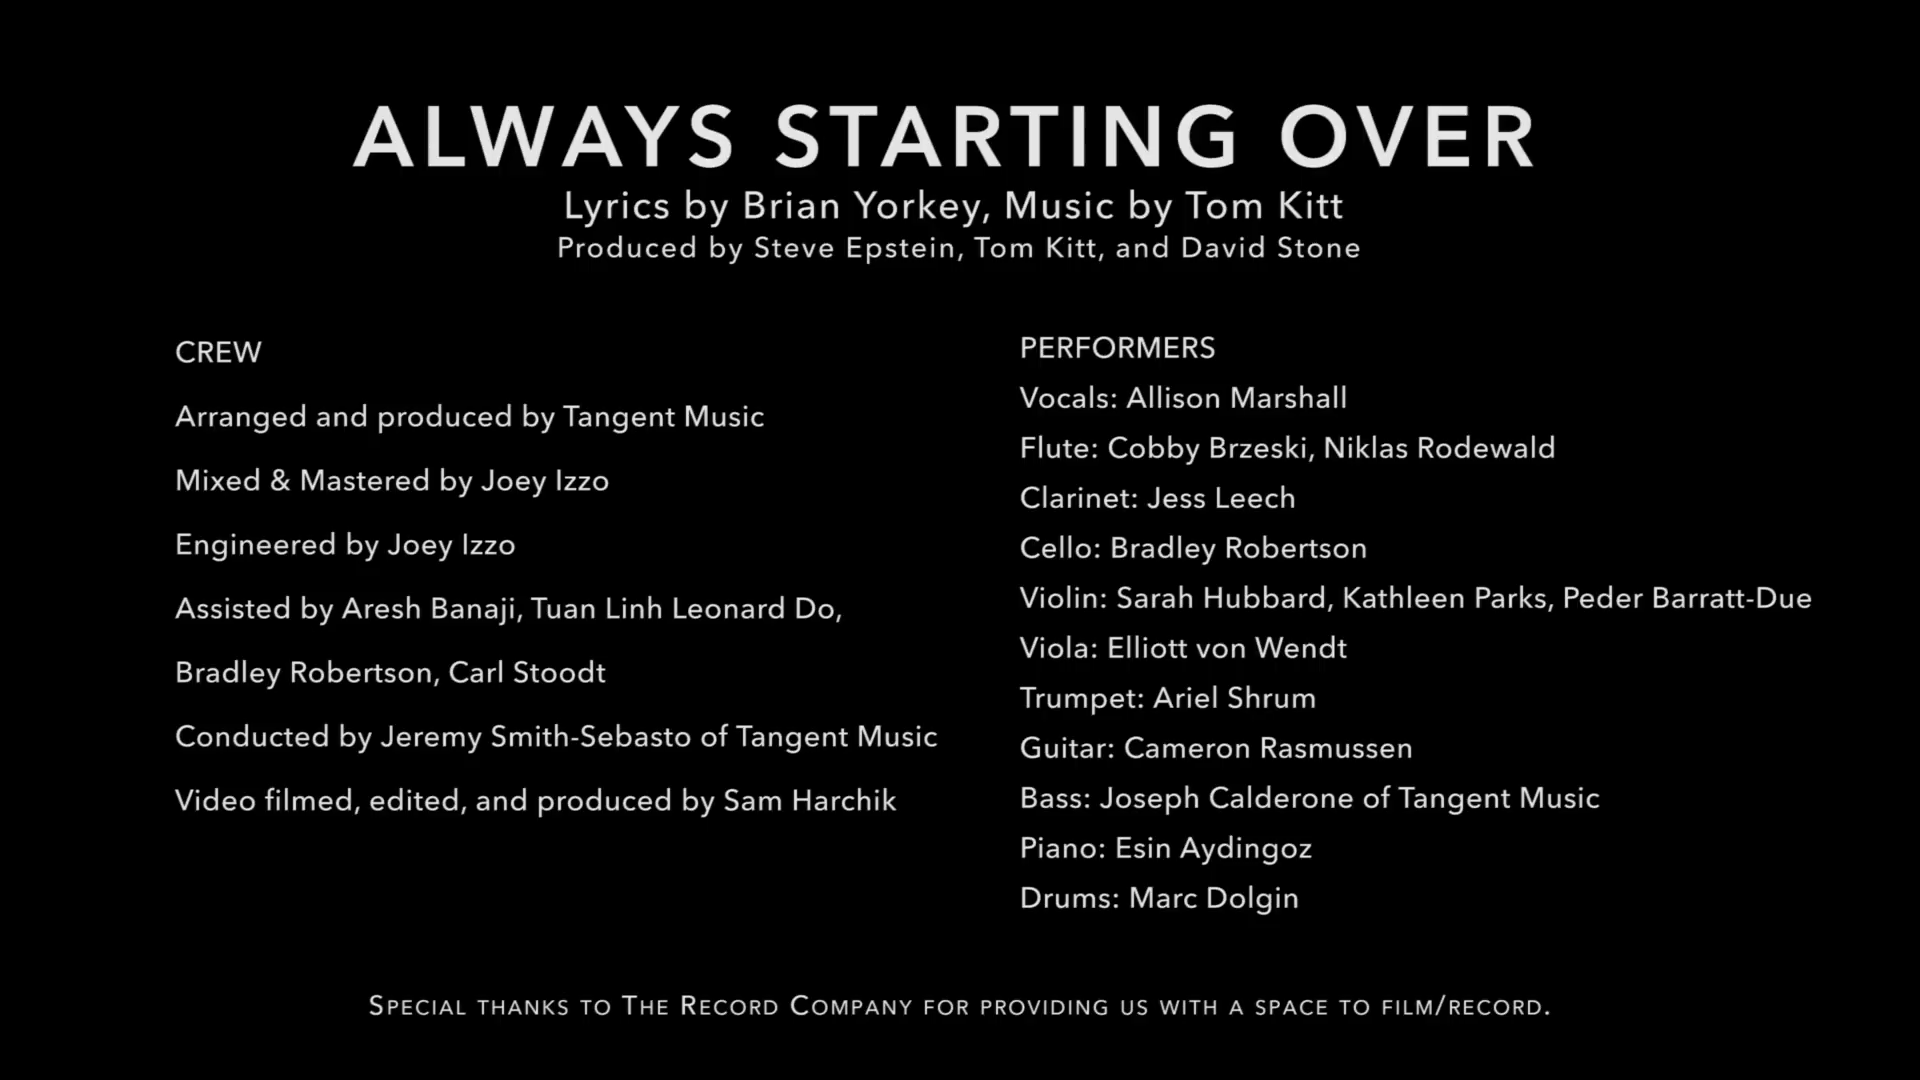 ALWAYS STARTING OVER
Lyrics by Brian Yorkey, Music by Tom Kitt
Produced by Steve Epstein, Tom Kitt, and David Stone
CREW
Arranged and produced by Tangent Music
Mixed & Mastered by Joey Izzo
Engineered by Joey Izzo
Assisted by Aresh Banaji, Tuan Linh Leonard Do,
Bradley Robertson, Carl Stoodt
Conducted by Jeremy Smith-Sebasto of Tangent Music
Video filmed, edited, and produced by Sam Harchik
PERFORMERS
Vocals: Allison Marshall
Flute: Cobby Brzeski, Niklas Rodewald
Clarinet: Jess Leech
Cello: Bradley Robertson
Violin: Sarah Hubbard, Kathleen Parks, Peder Barratt-Due
Viola: Elliott von Wendt
Trumpet: Ariel Shrum
Guitar: Cameron Rasmussen
Bass: Joseph Calderone of Tangent Music
Piano: Esin Aydingoz
Drums: Marc Dolgin
Special thanks to The Record Company for providing us with a space to film/record.